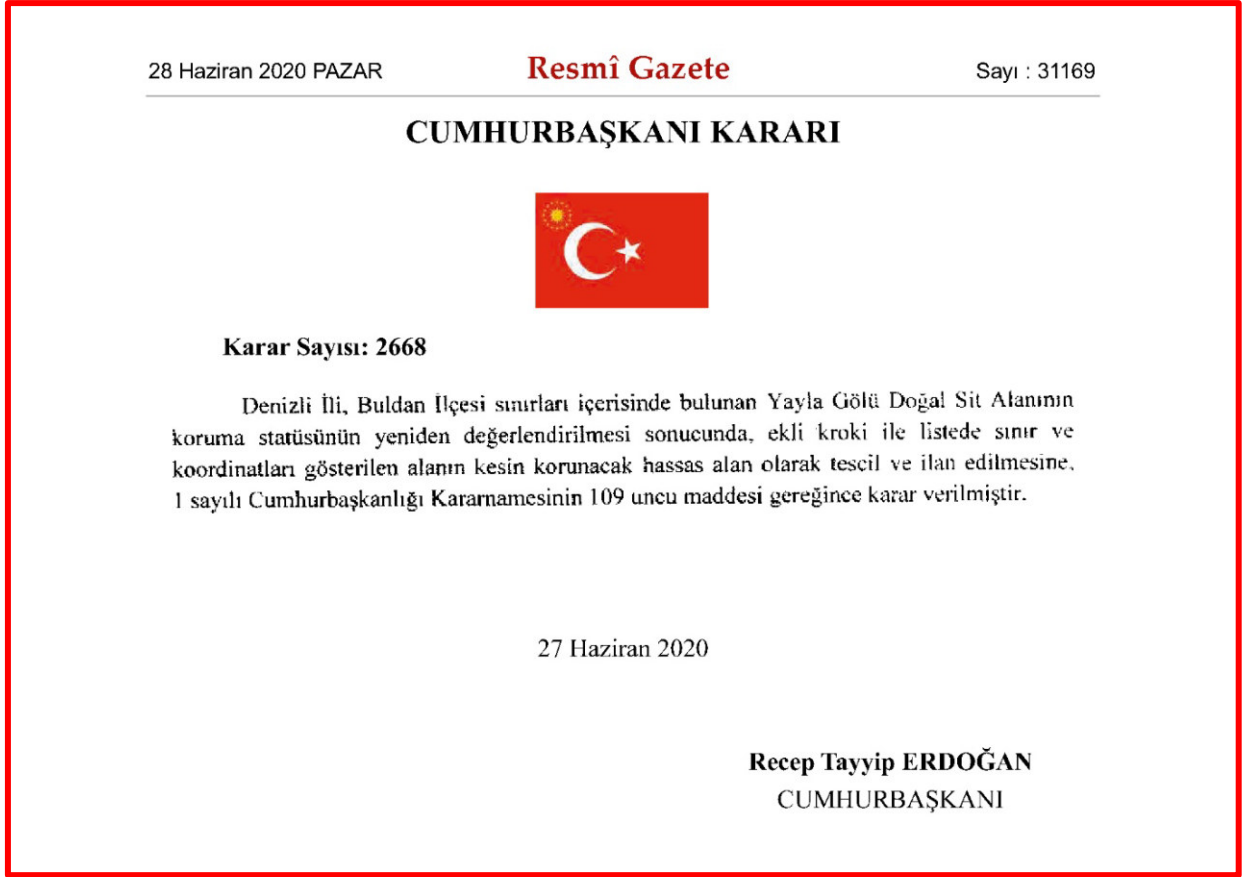 28 Haziran 2020 PAZAR Resmî Gazete Sayı : 31169
CUMHURBAŞKANI KARARI
Karar Sayısı: 2668
Denizli İli, Buldan İlçesi sınırları içerisinde bulunan Yayla Gölü Doğal Sit Alanının
koruma statüsünün yeniden değerlendirilmesi sonucunda, ekli kroki ile listede sınır ve
koordinatları gösterilen alanın kesin korunacak hassas alan olarak tescil ve ilan edilmesine,
1 sayılı Cumhurbaşkanlığı Kararnamesinin 109 uncu maddesi gereğince karar verilmiştir.
27 Haziran 2020
Recep Tayyip ERDOĞAN
CUMHURBAŞKANI